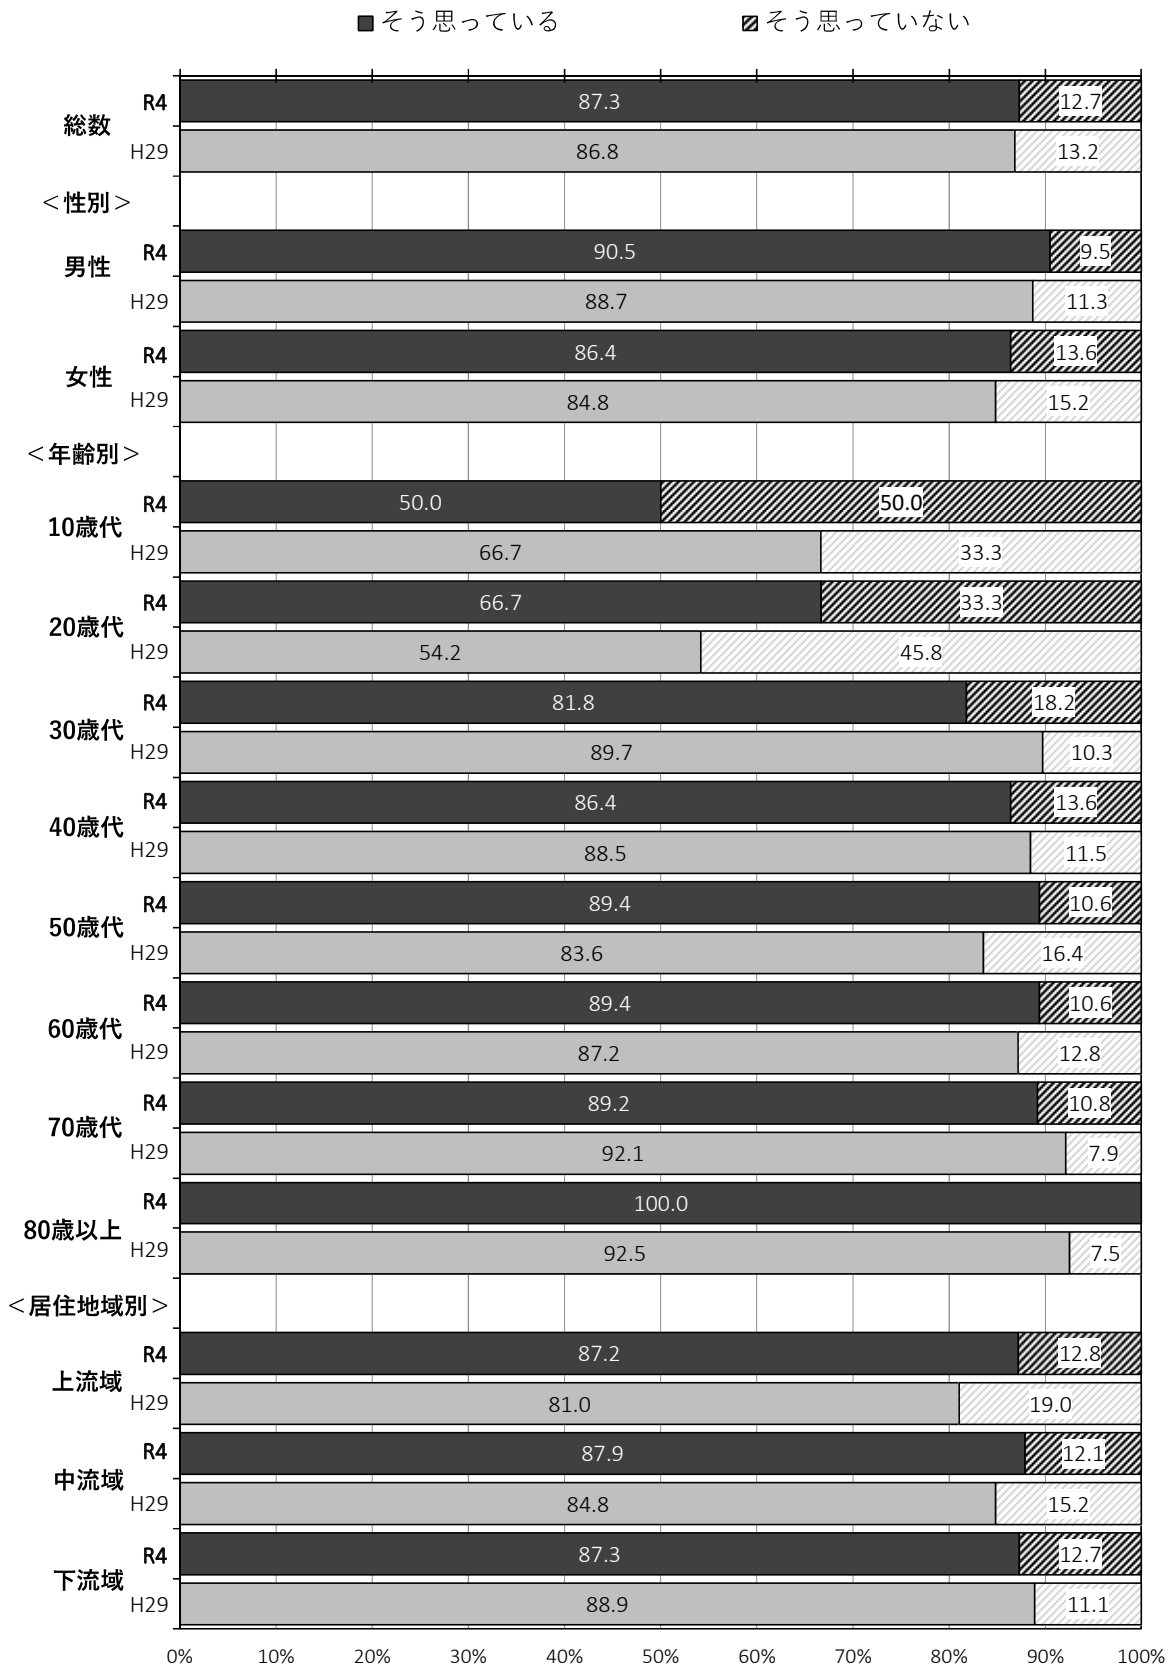 そう思っている そう思っていない
総数
R4 87.3 12.7
H29 86.8 13.2
＜性別＞
男性
R4 90.5 9.5
H29 88.7 11.3
女性
R4 86.4 13.6
H29 84.8 15.2
＜年齢別＞
10歳代
R4 50.0 50.0
H29 66.7 33.3
20歳代
R4 66.7 33.3
H29 54.2 45.8
30歳代
R4 81.8 18.2
H29 89.7 10.3
40歳代
R4 86.4 13.6
H29 88.5 11.5
50歳代
R4 89.4 10.6
H29 83.6 16.4
60歳代
R4 89.4 10.6
H29 87.2 12.8
70歳代
R4 89.2 10.8
H29 92.1 7.9
80歳以上
R4 100.0
H29 92.5 7.5
＜居住地域別＞
上流域
R4 87.2 12.8
H29 81.0 19.0
中流域
R4 87.9 12.1
H29 84.8 15.2
下流域
R4 87.3 12.7
H29 88.9 11.1
0% 10% 20% 30% 40% 50% 60% 70% 80% 90% 100%